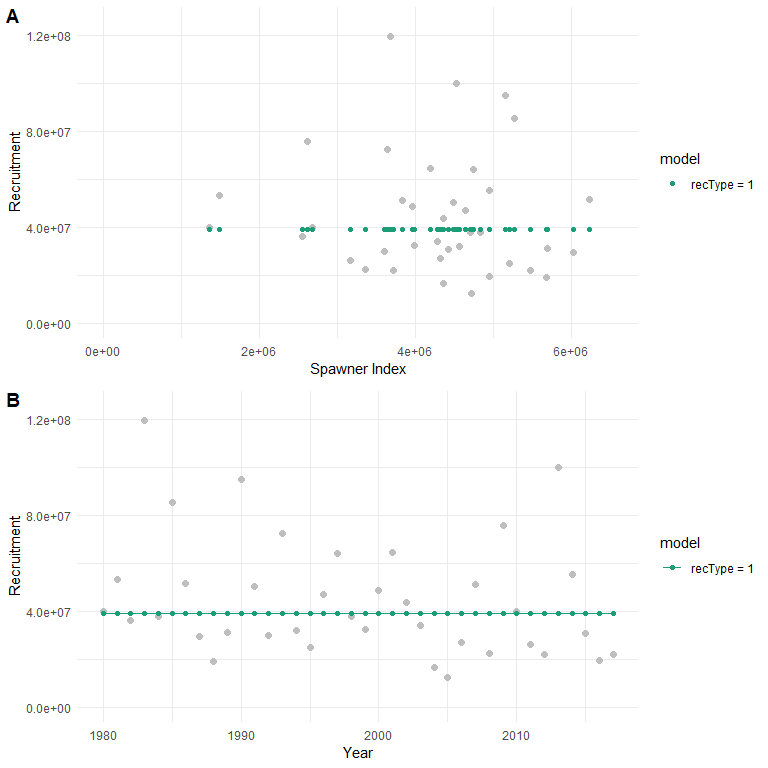 A
1.2e+08
8.0e+07
4.0e+07
0.0e+00
Recruitment
0e+00 2e+06 4e+06 6e+06
Spawner Index
model
recType = 1
B
1.2e+08
8.0e+07
4.0e+07
0.0e+00
Recruitment
1980 1990 2000 2010
Year
model
recType = 1